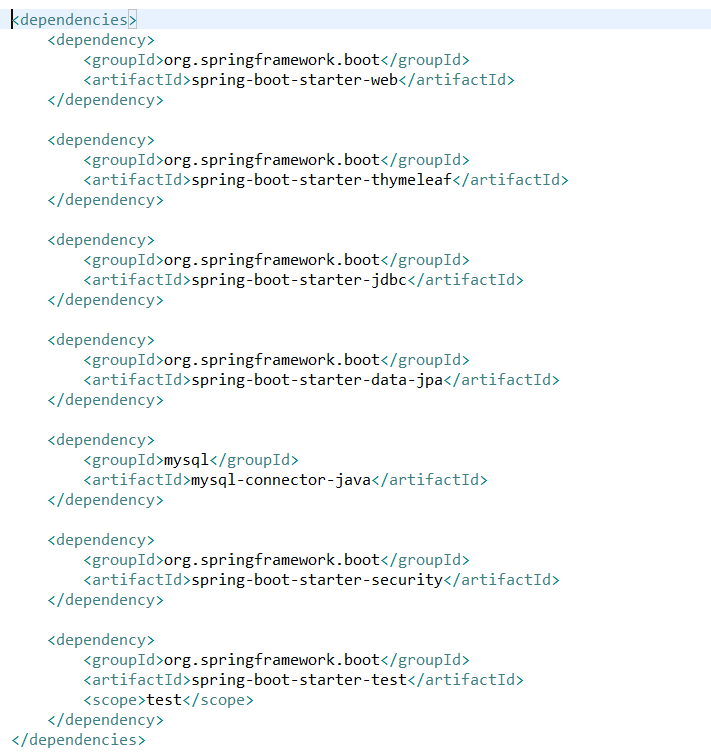 <dependencies>
    <dependency>
        <groupId>org.springframework.boot</groupId>
        <artifactId>spring-boot-starter-web</artifactId>
    </dependency>

    <dependency>
        <groupId>org.springframework.boot</groupId>
        <artifactId>spring-boot-starter-thymeleaf</artifactId>
    </dependency>

    <dependency>
        <groupId>org.springframework.boot</groupId>
        <artifactId>spring-boot-starter-jdbc</artifactId>
    </dependency>

    <dependency>
        <groupId>org.springframework.boot</groupId>
        <artifactId>spring-boot-starter-data-jpa</artifactId>
    </dependency>

    <dependency>
        <groupId>mysql</groupId>
        <artifactId>mysql-connector-java</artifactId>
    </dependency>

    <dependency>
        <groupId>org.springframework.boot</groupId>
        <artifactId>spring-boot-starter-security</artifactId>
    </dependency>

    <dependency>
        <groupId>org.springframework.boot</groupId>
        <artifactId>spring-boot-starter-test</artifactId>
        <scope>test</scope>
    </dependency>
</dependencies>